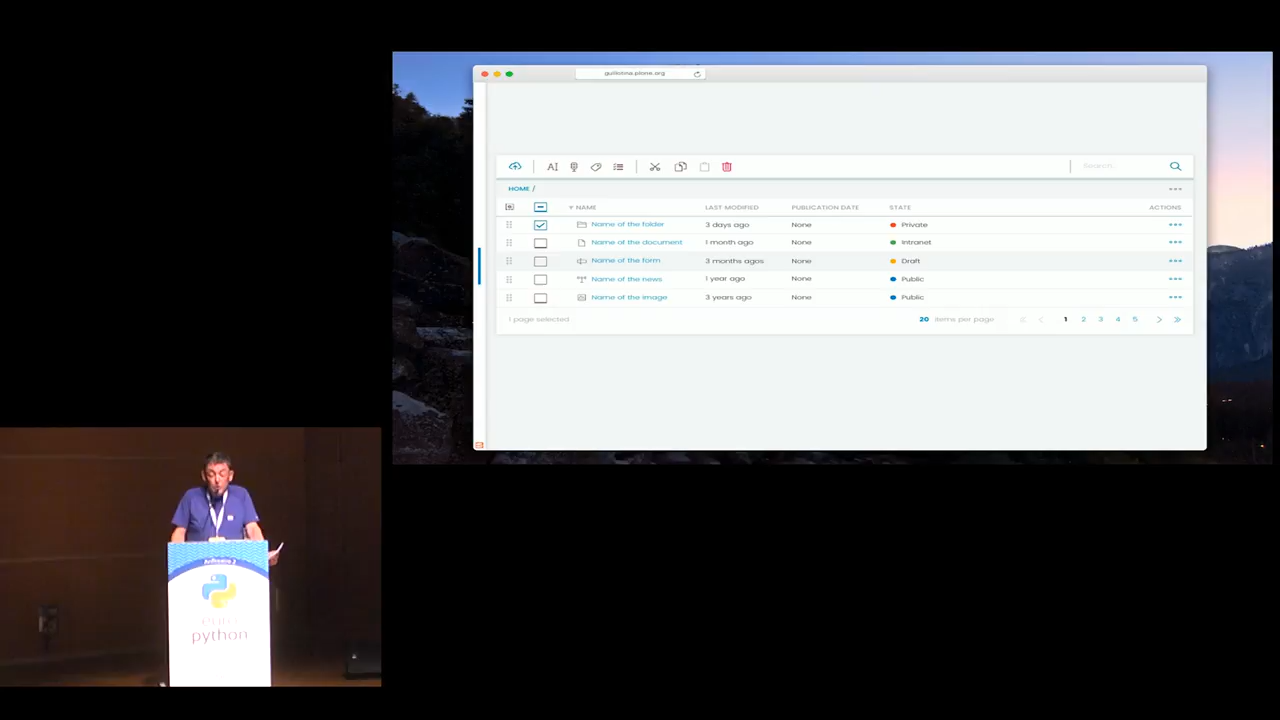 guillotina.plone.org
Search...
HOME /
NAME LAST MODIFIED PUBLICATION DATE STATE ACTIONS
Name of the folder 3 days ago None Private
Name of the document 1 month ago None Intranet
Name of the form 3 months agos None Draft
Name of the news 1 year ago None Public
Name of the image 3 years ago None Public
1 page selected 20 items per page 1 2 3 4 5
euro
python